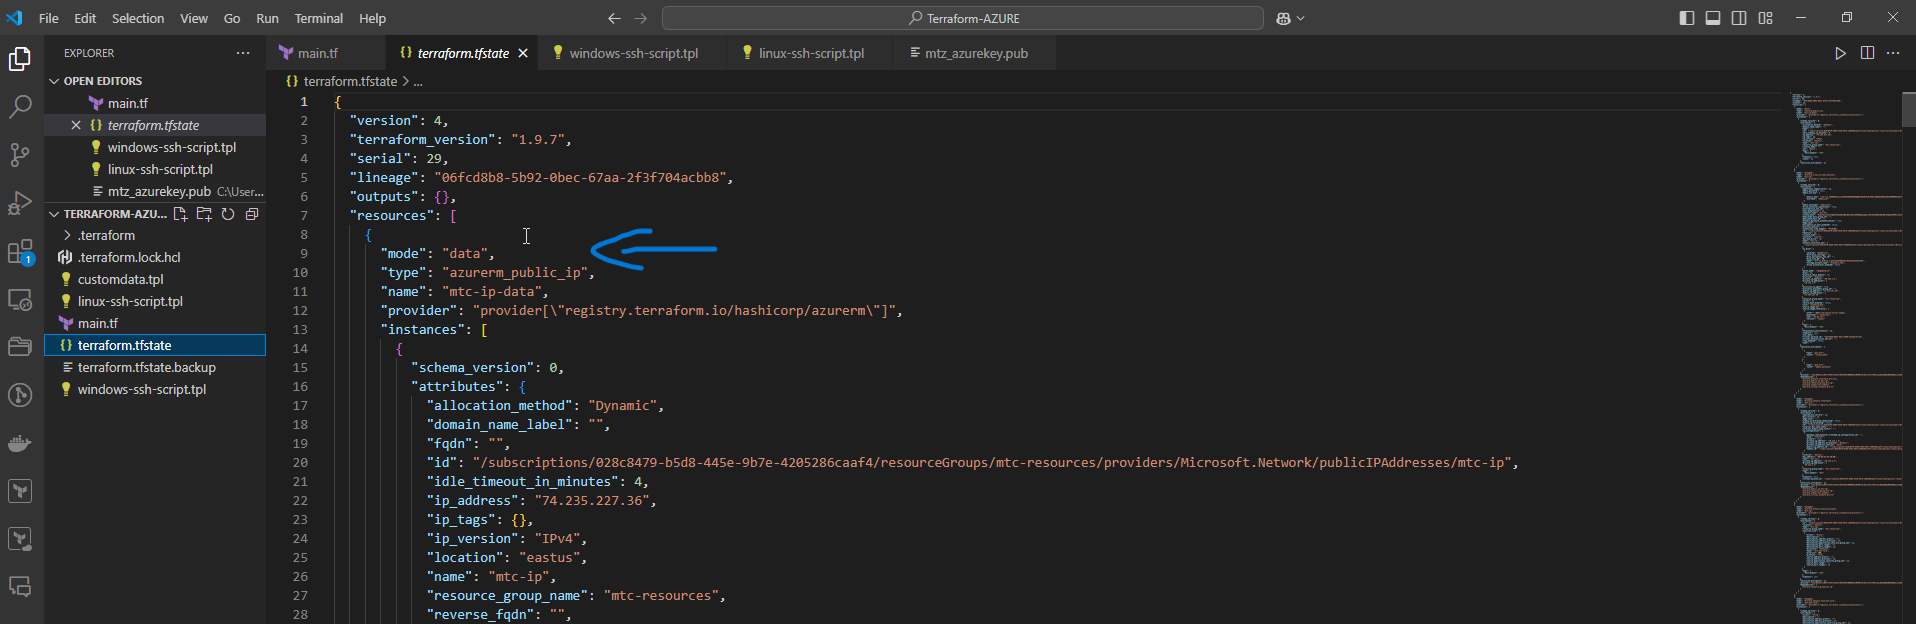 File Edit Selection View Go Run Terminal Help
Terraform-AZURE
EXPLORER
OPEN EDITORS
main.tf
terraform.tfstate
windows-ssh-script.tpl
linux-ssh-script.tpl
mtz_azurekey.pub C:\User...
TERRAFORM-AZU...
.terraform
.terraform.lock.hcl
customdata.tpl
linux-ssh-script.tpl
main.tf
terraform.tfstate
terraform.tfstate.backup
windows-ssh-script.tpl
1
main.tf
terraform.tfstate
windows-ssh-script.tpl
linux-ssh-script.tpl
mtz_azurekey.pub
terraform.tfstate > ...
1 {
2 "version": 4,
3 "terraform_version": "1.9.7",
4 "serial": 29,
5 "lineage": "06fcd8b8-5b92-0bec-67aa-2f3f704acbb8",
6 "outputs": {},
7 "resources": [
8 {
9 "mode": "data",
10 "type": "azurerm_public_ip",
11 "name": "mtc-ip-data",
12 "provider": "provider[\"registry.terraform.io/hashicorp/azurerm\"]",
13 "instances": [
14 {
15 "schema_version": 0,
16 "attributes": {
17 "allocation_method": "Dynamic",
18 "domain_name_label": "",
19 "fqdn": "",
20 "id": "/subscriptions/028c8479-b5d8-445e-9b7e-4205286caaf4/resourceGroups/mtc-resources/providers/Microsoft.Network/publicIPAddresses/mtc-ip",
21 "idle_timeout_in_minutes": 4,
22 "ip_address": "74.235.227.36",
23 "ip_tags": {},
24 "ip_version": "IPv4",
25 "location": "eastus",
26 "name": "mtc-ip",
27 "resource_group_name": "mtc-resources",
28 "reverse_fqdn": "",